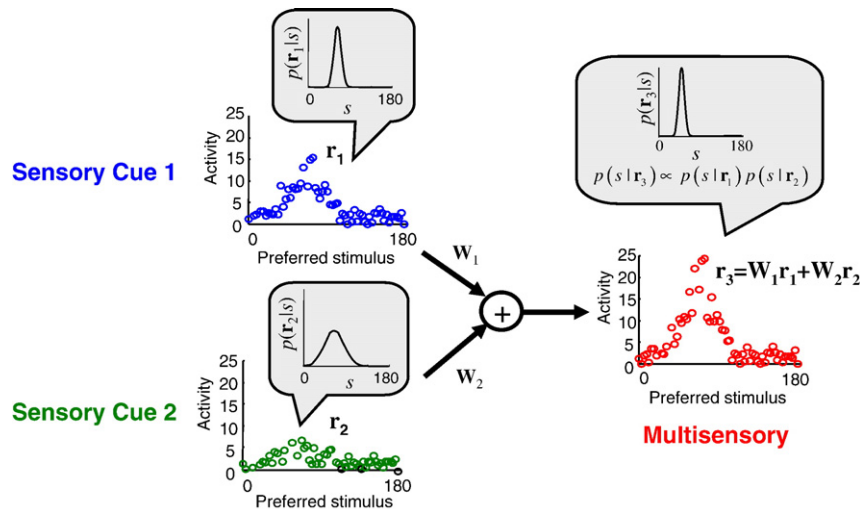 p(r₁|s)
0
180
s
Sensory Cue 1
Activity
25
20
15
10
5
0
r₁
0
180
Preferred stimulus
p(r₂|s)
0
180
s
Sensory Cue 2
Activity
25
20
15
10
5
0
r₂
0
180
Preferred stimulus
W₁
W₂
+
p(r₃|s)
0
180
s
p(s|r₃) ∝ p(s|r₁)p(s|r₂)
Activity
25
20
15
10
5
0
r₃=W₁r₁+W₂r₂
0
180
Preferred stimulus
Multisensory